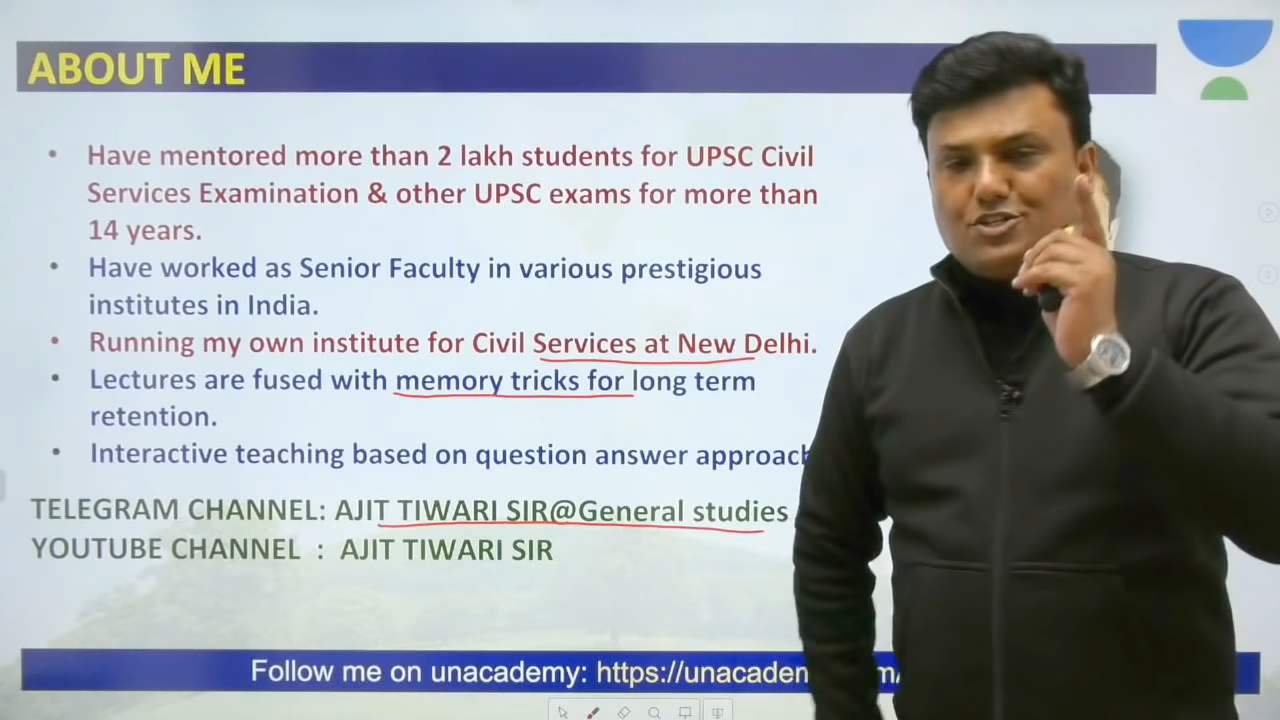 ABOUT ME
• Have mentored more than 2 lakh students for UPSC Civil
Services Examination & other UPSC exams for more than
14 years.
• Have worked as Senior Faculty in various prestigious
institutes in India.
• Running my own institute for Civil Services at New Delhi.
• Lectures are fused with memory tricks for long term
retention.
• Interactive teaching based on question answer approach
TELEGRAM CHANNEL: AJIT TIWARI SIR@General studies
YOUTUBE CHANNEL : AJIT TIWARI SIR
Follow me on unacademy: https://unacadem